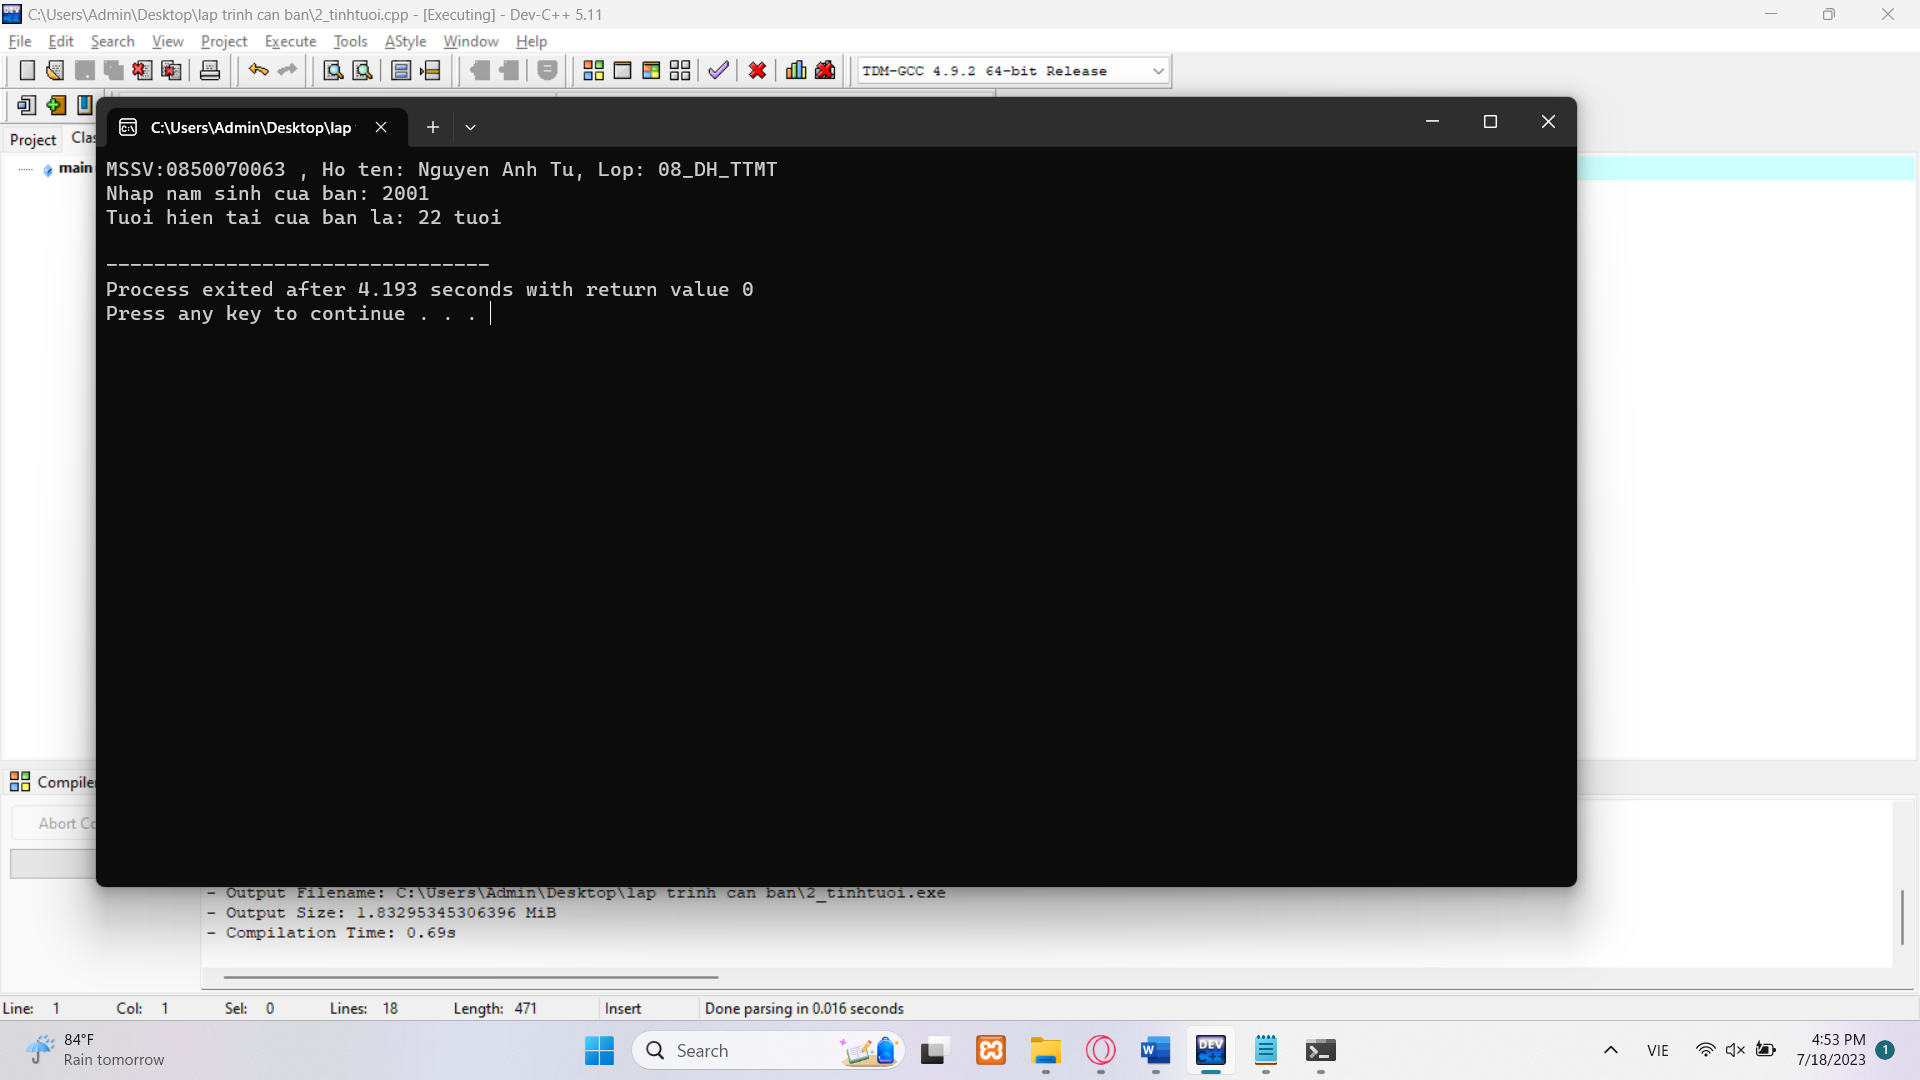 C:\Users\Admin\Desktop\lap trinh can ban\2_tinhtuoi.cpp - [Executing] - Dev-C++ 5.11
File Edit Search View Project Execute Tools AStyle Window Help
TDM-GCC 4.9.2 64-bit Release
Project Clas
C:\Users\Admin\Desktop\lap
main
MSSV:0850070063 , Ho ten: Nguyen Anh Tu, Lop: 08_DH_TTMT
Nhap nam sinh cua ban: 2001
Tuoi hien tai cua ban la: 22 tuoi
--------------------------------
Process exited after 4.193 seconds with return value 0
Press any key to continue . . .
Compiler
Abort Co
- Output Filename: C:\Users\Admin\Desktop\lap trinh can ban\2_tinhtuoi.exe
- Output Size: 1.83295345306396 MiB
- Compilation Time: 0.69s
Line: 1 Col: 1 Sel: 0 Lines: 18 Length: 471 Insert Done parsing in 0.016 seconds
84°F
Rain tomorrow
Search
DEV
VIE
4:53 PM
7/18/2023
1